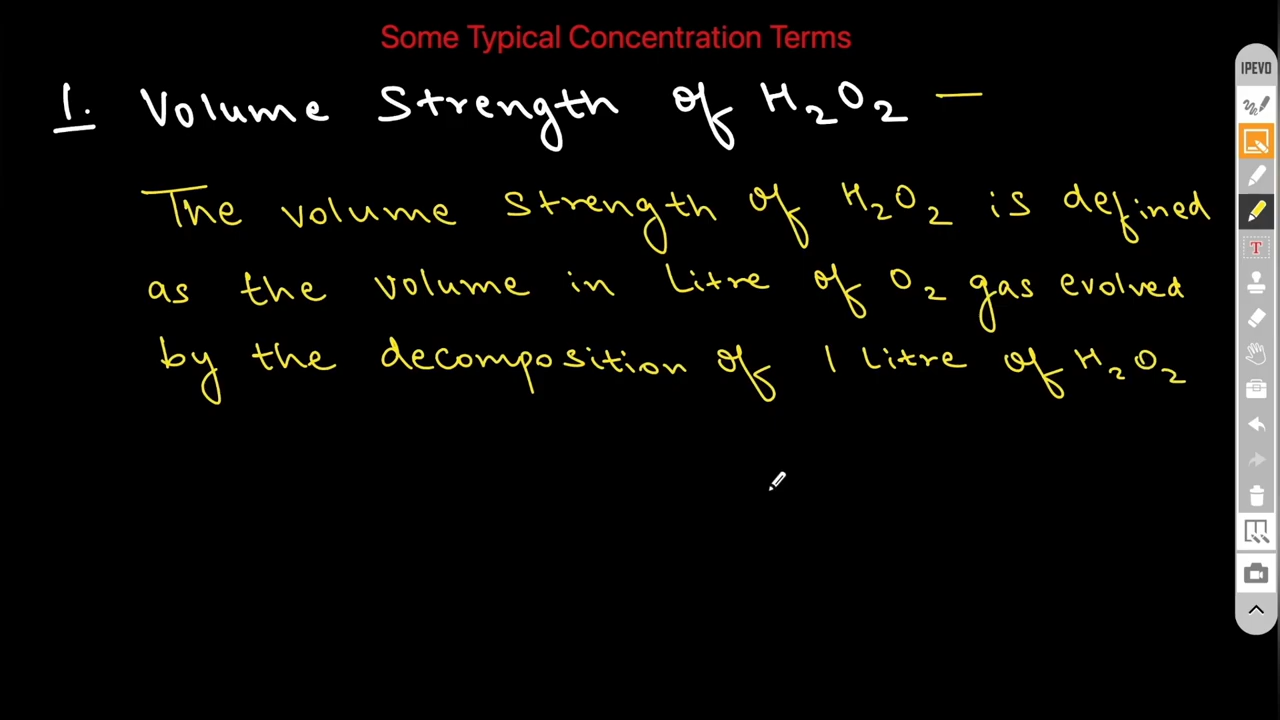 Some Typical Concentration Terms
1. Volume Strength of H₂O₂ —
The volume strength of H₂O₂ is defined
as the volume in Litre of O₂ gas evolved
by the decomposition of 1 Litre of H₂O₂
IPEVO
T